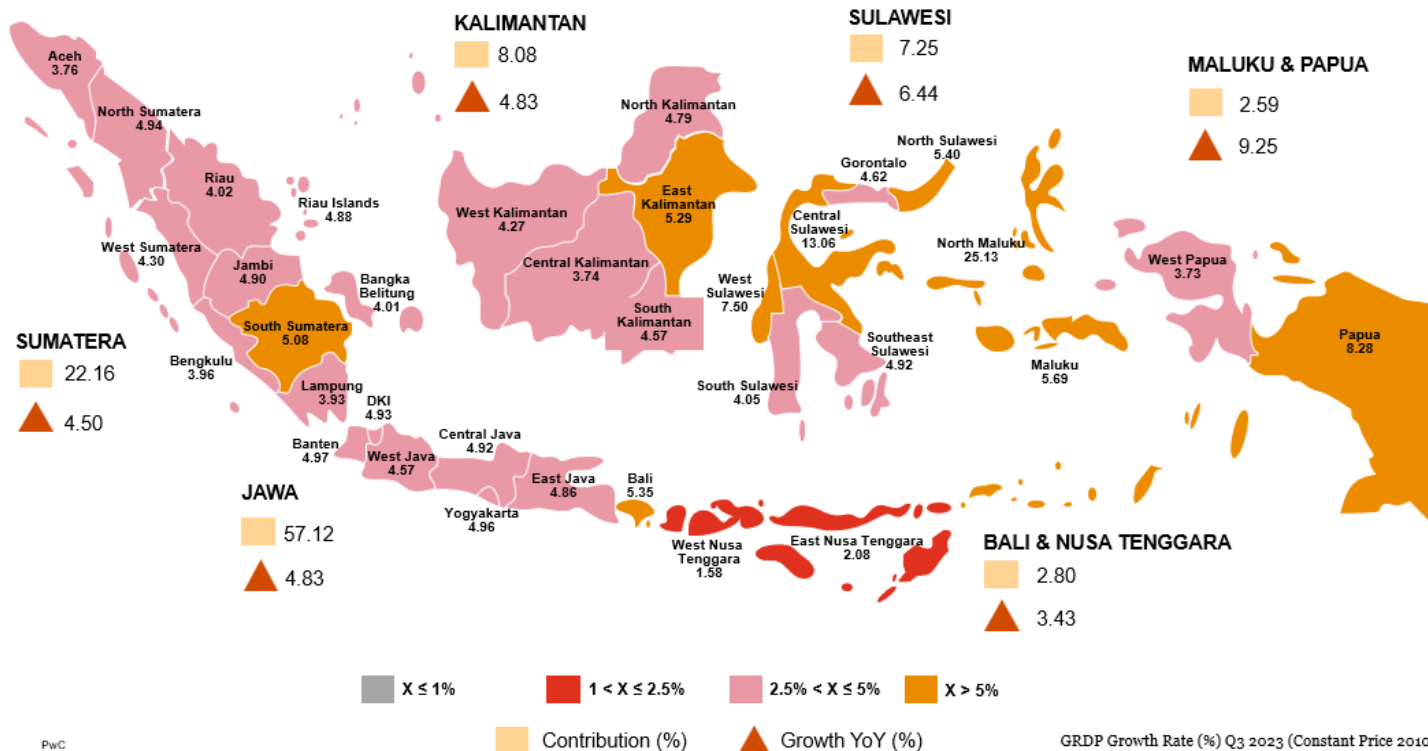 KALIMANTAN
8.08
4.83
SULAWESI
7.25
6.44
MALUKU & PAPUA
2.59
9.25
Aceh
3.76
North Sumatera
4.94
Riau
4.02
Riau Islands
4.88
West Sumatera
4.30
Jambi
4.90
Bangka
Belitung
4.01
South Sumatera
5.08
Bengkulu
3.96
Lampung
3.93
SUMATERA
22.16
4.50
North Kalimantan
4.79
East
Kalimantan
5.29
West Kalimantan
4.27
Central Kalimantan
3.74
South
Kalimantan
4.57
North Sulawesi
5.40
Gorontalo
4.62
Central
Sulawesi
13.06
West
Sulawesi
7.50
Southeast
Sulawesi
4.92
South Sulawesi
4.05
North Maluku
25.13
Maluku
5.69
West Papua
3.73
Papua
8.28
DKI
4.93
Banten
4.97
West Java
4.57
Central Java
4.92
Yogyakarta
4.96
East Java
4.86
Bali
5.35
West Nusa
Tenggara
1.58
East Nusa Tenggara
2.08
JAWA
57.12
4.83
BALI & NUSA TENGGARA
2.80
3.43
X ≤ 1%
1 < X ≤ 2.5%
2.5% < X ≤ 5%
X > 5%
Contribution (%)
Growth YoY (%)
PwC
GRDP Growth Rate (%) Q3 2023 (Constant Price 2010